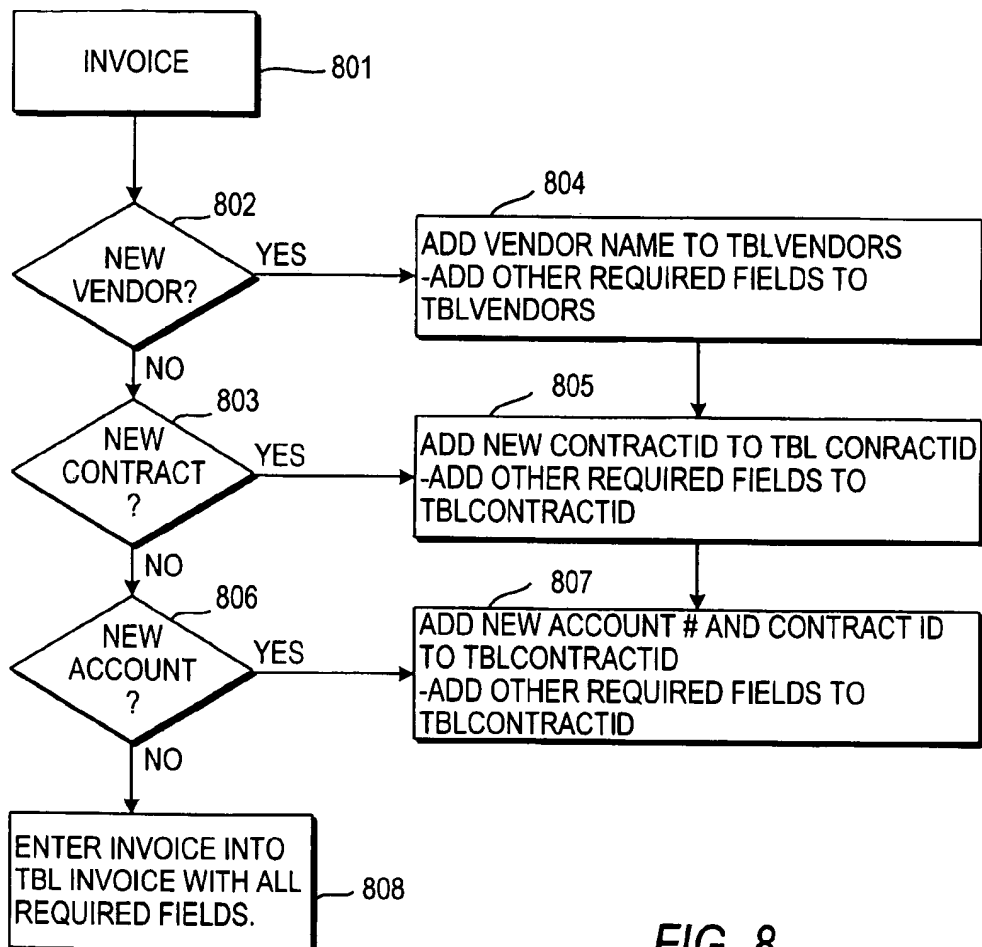 INVOICE
801
802
NEW
VENDOR?
YES
NO
804
ADD VENDOR NAME TO TBLVENDORS
-ADD OTHER REQUIRED FIELDS TO
TBLVENDORS
803
NEW
CONTRACT
?
YES
NO
805
ADD NEW CONTRACTID TO TBL CONRACTID
-ADD OTHER REQUIRED FIELDS TO
TBLCONTRACTID
806
NEW
ACCOUNT
?
YES
NO
807
ADD NEW ACCOUNT # AND CONTRACT ID
TO TBLCONTRACTID
-ADD OTHER REQUIRED FIELDS TO
TBLCONTRACTID
ENTER INVOICE INTO
TBL INVOICE WITH ALL
REQUIRED FIELDS.
808
FIG. 8